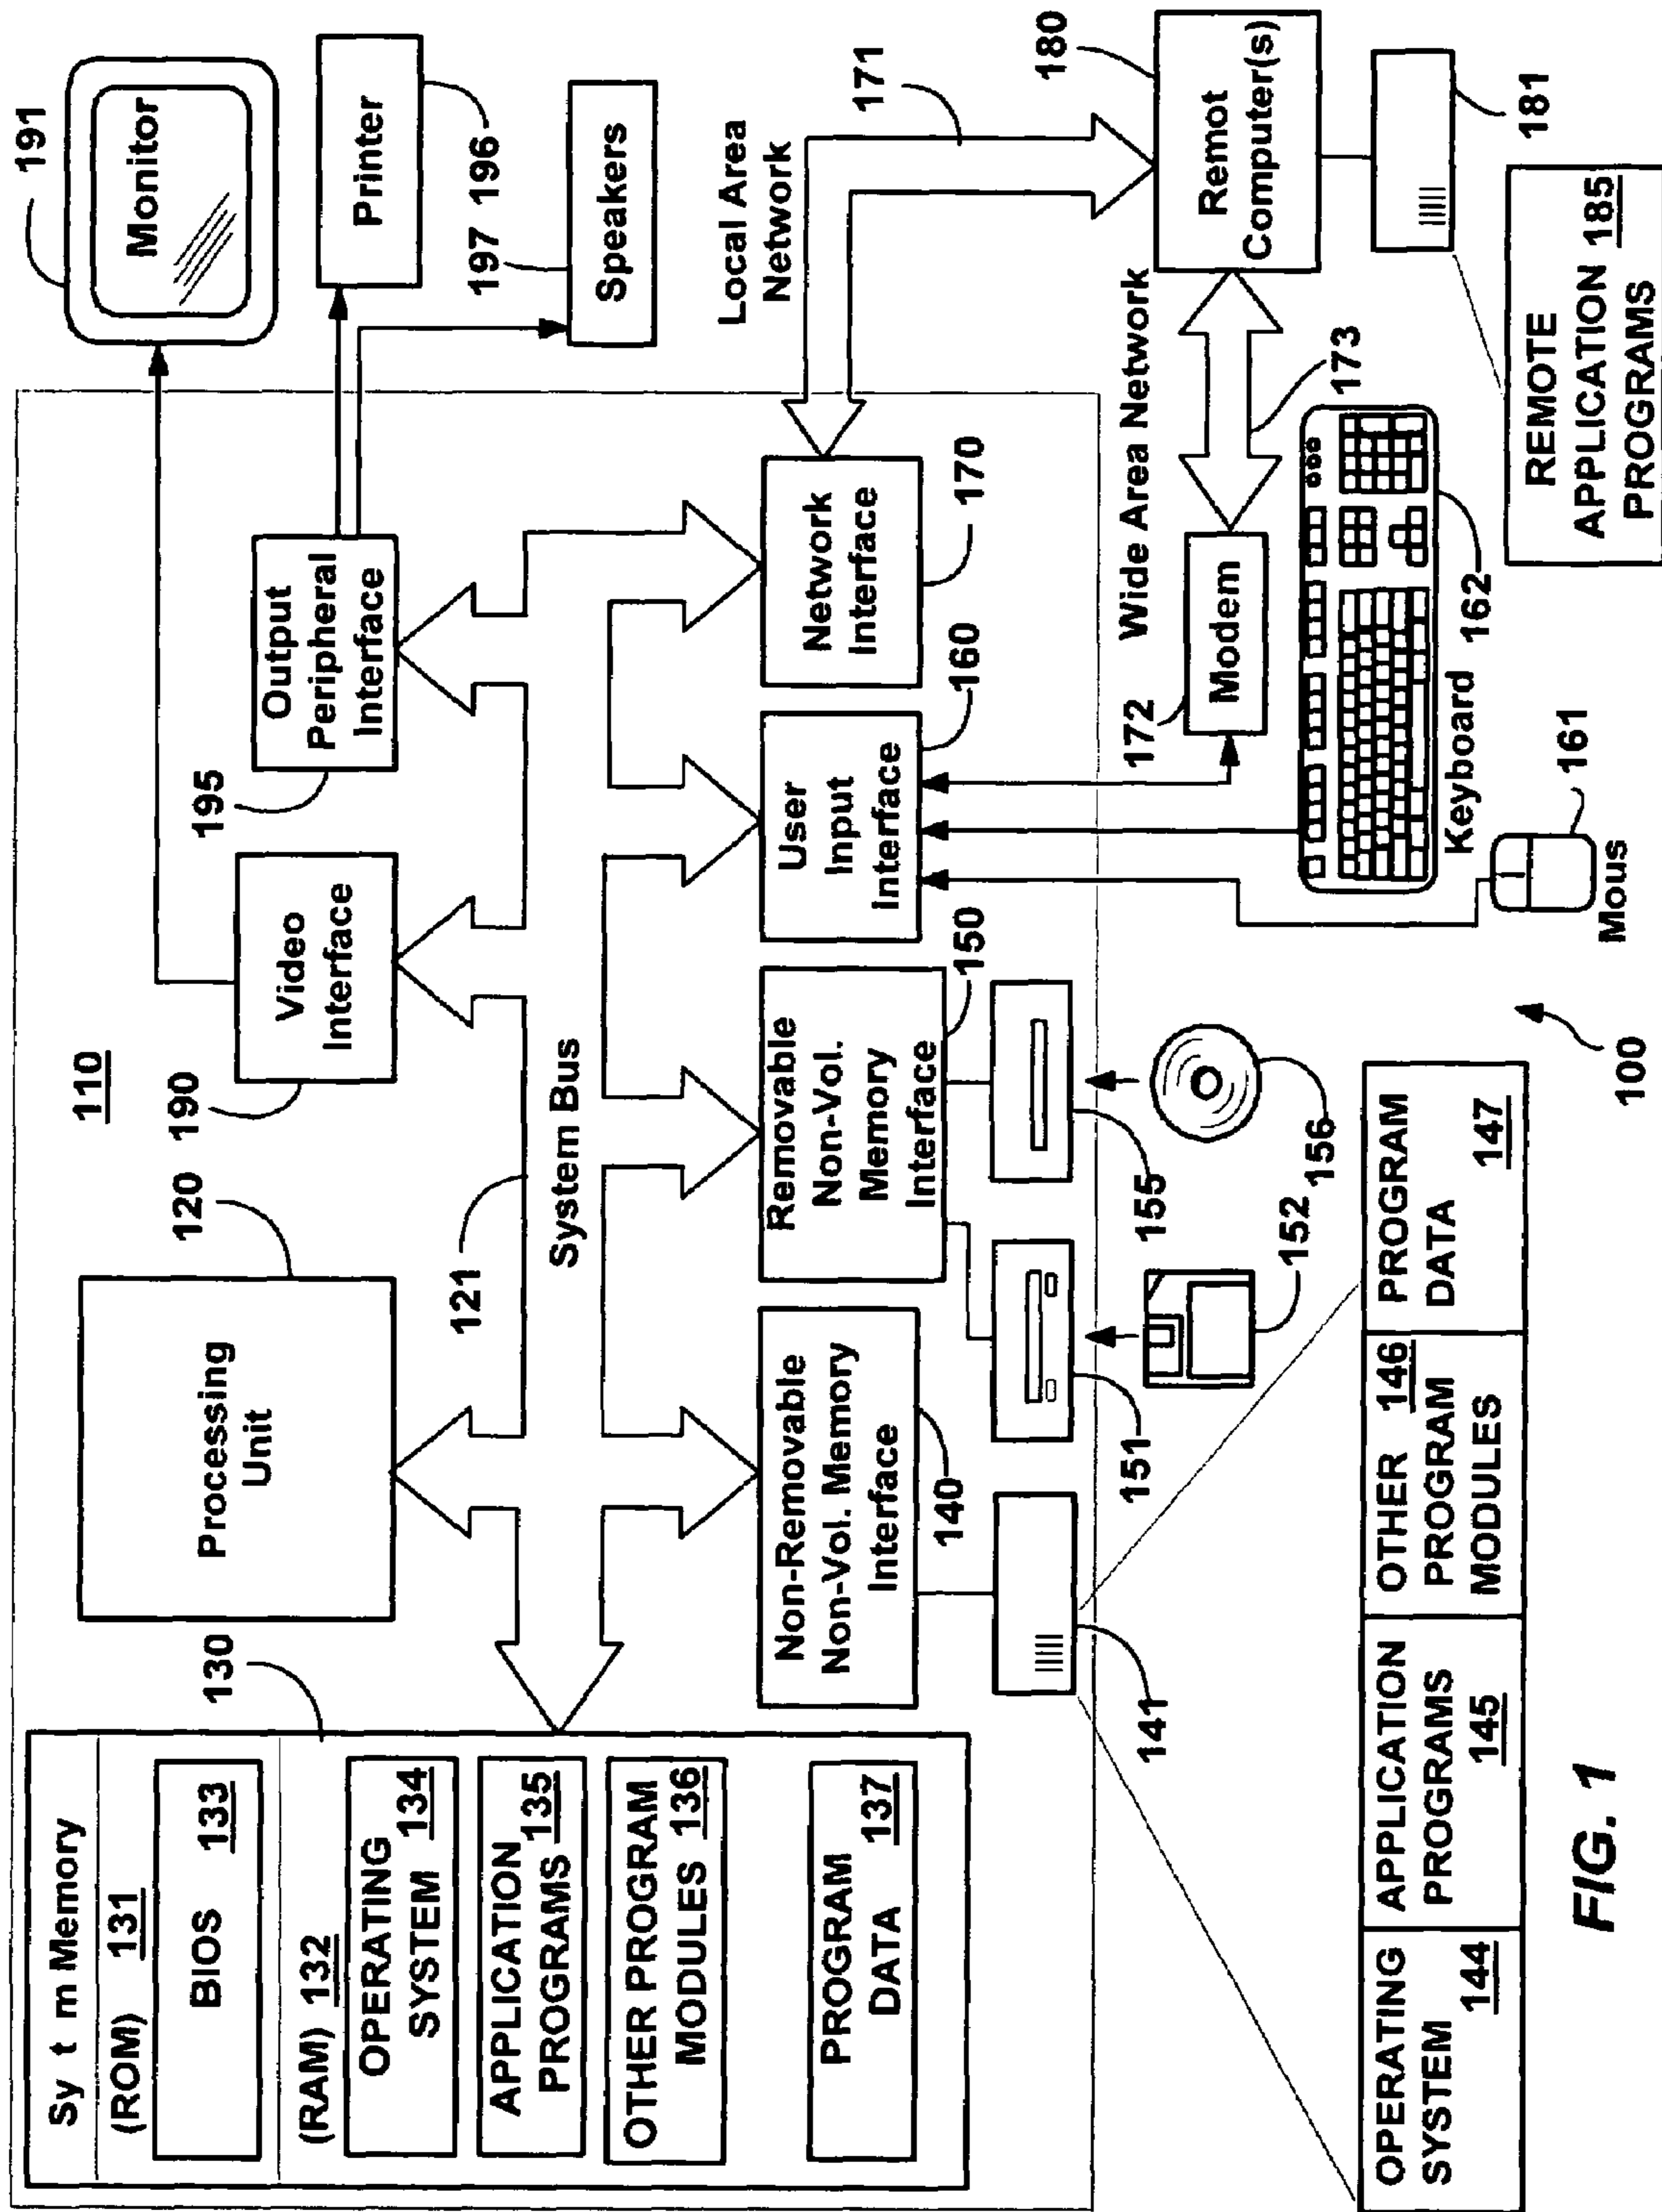 Sy t m Memory
(ROM) 131
BIOS 133
(RAM) 132
OPERATING
SYSTEM 134
APPLICATION
PROGRAMS 135
OTHER PROGRAM
MODULES 136
PROGRAM
DATA 137
130
Processing
Unit
120
110
190
Video
Interface
195
Output
Peripheral
Interface
191
Monitor
Printer
196
197
Speakers
121
System Bus
Non-Removable
Non-Vol. Memory
Interface
140
Removable
Non-Vol.
Memory
Interface
150
User
Input
Interface
160
Network
Interface
170
Local Area
Network
171
180
Remot
Computer(s)
181
Wide Area Network
173
172
Modem
141
151
155
152
156
Keyboard
162
161
Mous
REMOTE
APPLICATION 185
PROGRAMS
OPERATING
SYSTEM 144
APPLICATION
PROGRAMS
145
OTHER 146
PROGRAM
MODULES
PROGRAM
DATA
147
100
FIG. 1